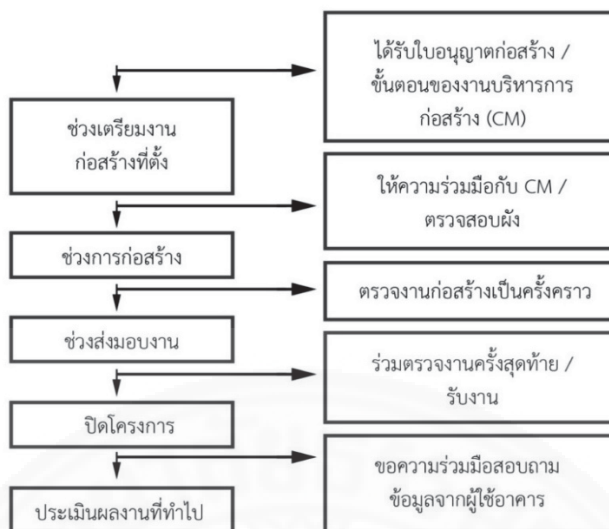 ได้รับใบอนุญาตก่อสร้าง /
ขั้นตอนของงานบริหารการ
ก่อสร้าง (CM)
ช่วงเตรียมงาน
ก่อสร้างที่ตั้ง
ให้ความร่วมมือกับ CM /
ตรวจสอบผัง
ช่วงการก่อสร้าง
ตรวจงานก่อสร้างเป็นครั้งคราว
ช่วงส่งมอบงาน
ร่วมตรวจงานครั้งสุดท้าย /
รับงาน
ปิดโครงการ
ขอความร่วมมือสอบถาม
ข้อมูลจากผู้ใช้อาคาร
ประเมินผลงานที่ทำไป